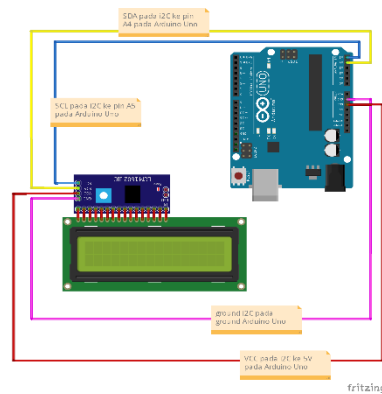 SDA pada I2C ke pin
A4 pada Arduino Uno
SCL pada I2C ke pin A5
pada Arduino Uno
UNO
ground I2C pada
ground Arduino Uno
VCC pada I2C ke 5V
pada Arduino Uno
fritzing